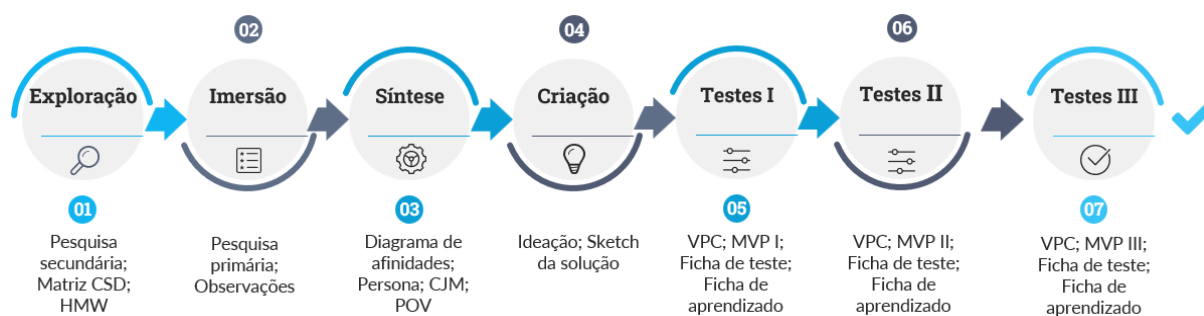 02
04
06
Exploração
Imersão
Síntese
Criação
Testes I
Testes II
Testes III
01
03
05
07
Pesquisa
secundária;
Matriz CSD;
HMW
Pesquisa
primária;
Observações
Diagrama de
afinidades;
Persona; CJM;
POV
Ideação; Sketch
da solução
VPC; MVP I;
Ficha de teste;
Ficha de
aprendizado
VPC; MVP II;
Ficha de teste;
Ficha de
aprendizado
VPC; MVP III;
Ficha de teste;
Ficha de
aprendizado